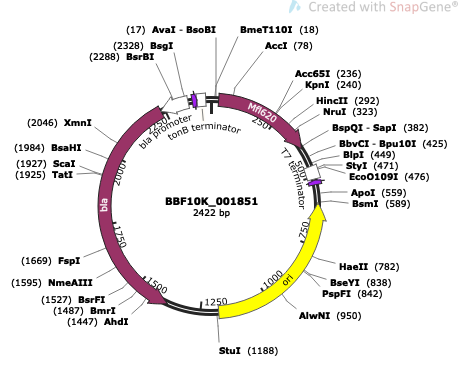 Created with SnapGene®
(17) AvaI - BsoBI
BmeT110I (18)
(2328) BsgI
AccI (78)
(2288) BsrBI
Acc65I (236)
KpnI (240)
HincII (292)
NruI (323)
(2046) XmnI
BspQI - SapI (382)
(1984) BsaHI
BbvCI - Bpu10I (425)
BlpI (449)
(1927) ScaI
StyI (471)
(1925) TatI
EcoO109I (476)
ApoI (559)
BsmI (589)
(1669) FspI
HaeII (782)
(1595) NmeAIII
BseYI (838)
(1527) BsrFI
PspFI (842)
(1487) BmrI
(1447) AhdI
AlwNI (950)
StuI (1188)
Mfl620
bla promoter
tonB terminator
T7 terminator
bla
ori
250
500
750
1000
1250
1500
1750
2000
2250
BBF10K_001851
2422 bp